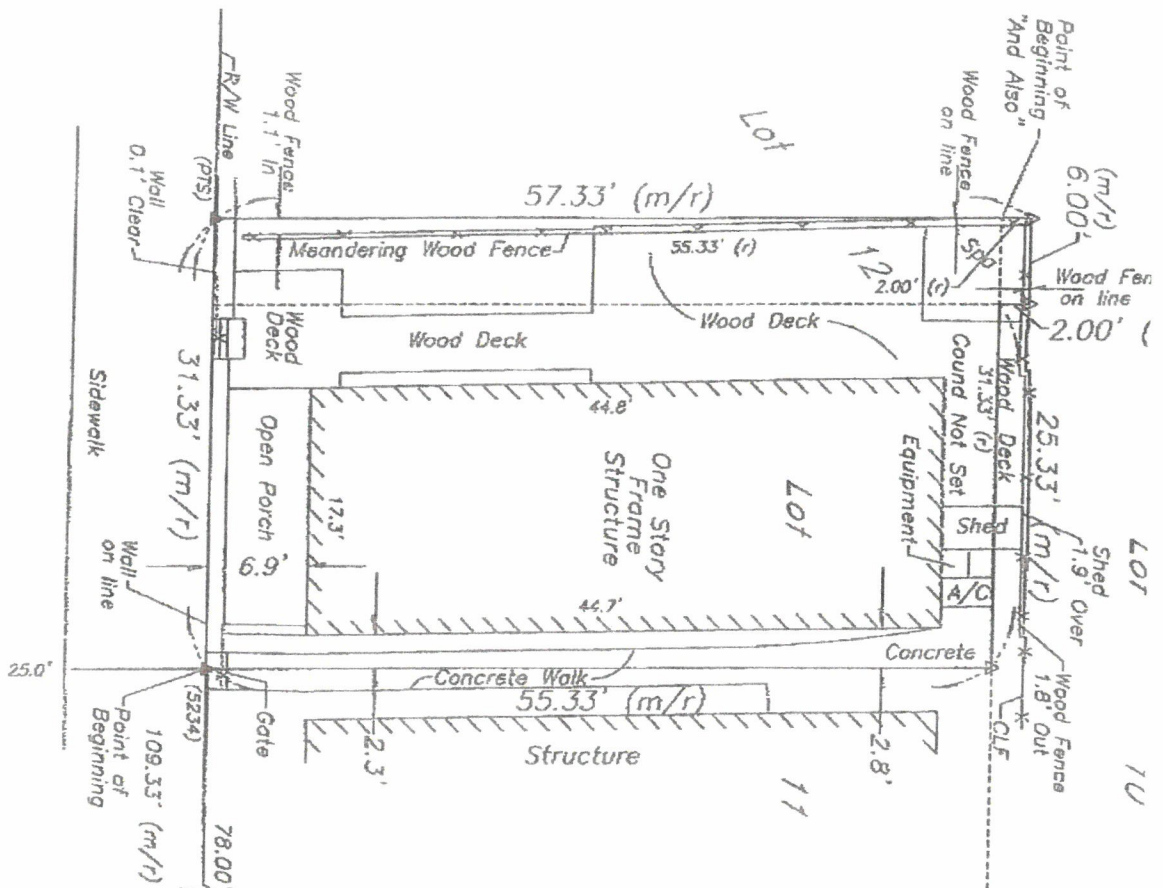 Point of
Beginning
"And Also"
Wood Fence
on line
Lot
R/W Line
Wood Fence
1.1' In
(PTS)
Wall
0.1' Clear
57.33' (m/r)
(m/r)
6.00'
Meandering Wood Fence
55.33' (r)
12
Spa
2.00' (r)
Wood Fen
on line
2.00' (
Wood
Deck
Wood Deck
Wood Deck
Wood Deck
31.33' (r)
Cound Not Set
25.33' (m/r)
Sidewalk
31.33' (m/r)
Open Porch
6.9'
17.3'
44.8'
One Story
Frame
Structure
Lot
Equipment
Shed
A/C
Shed
1.9' Over
LOT
10
Wall
on line
44.7'
Concrete
Wood Fence
1.8' Out
CLF
25.0'
(5234)
Gate
Concrete Walk
55.33' (m/r)
Point of
Beginning
109.33' (m/r)
78.00'
2.3'
Structure
2.8'
11